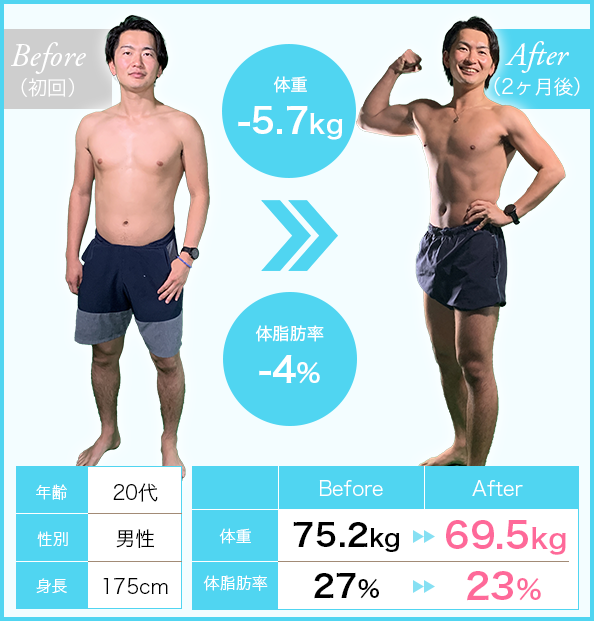 Before
（初回）
After
（2ヶ月後）
体重
-5.7kg
体脂肪率
-4%
年齢 20代
性別 男性
身長 175cm
Before After
体重 75.2kg 69.5kg
体脂肪率 27% 23%